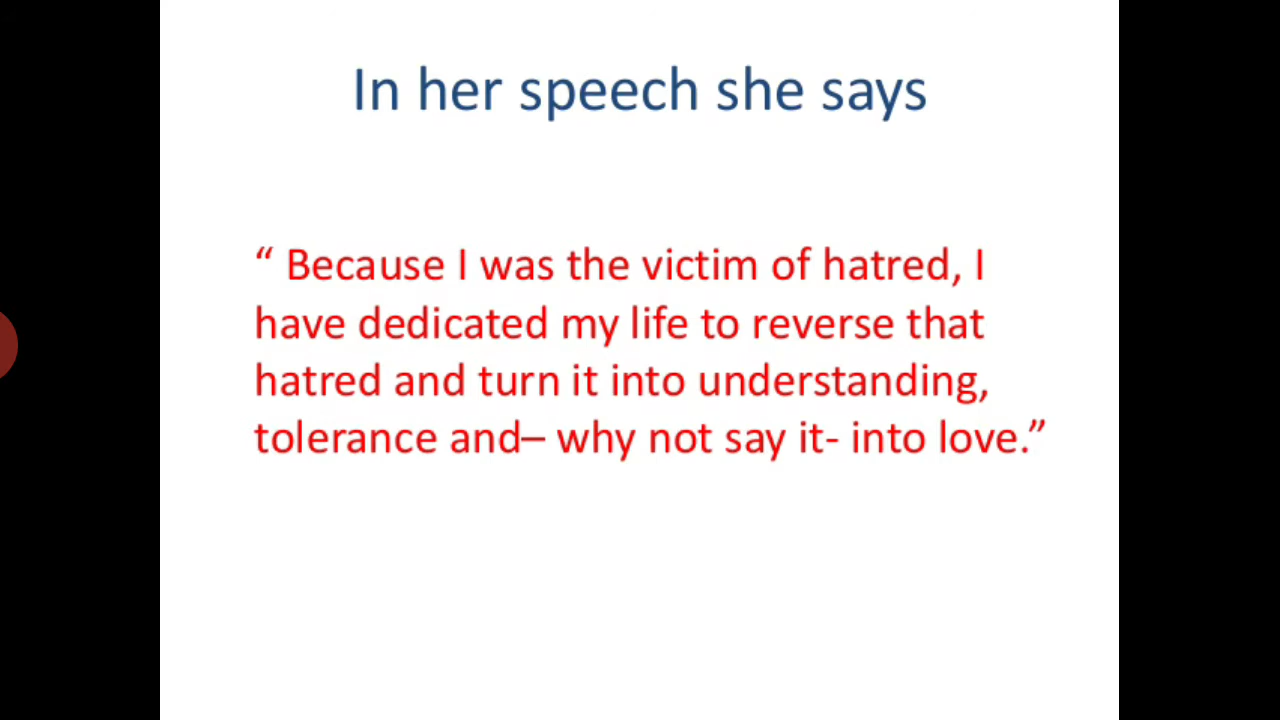 In her speech she says
“ Because I was the victim of hatred, I
have dedicated my life to reverse that
hatred and turn it into understanding,
tolerance and– why not say it- into love.”